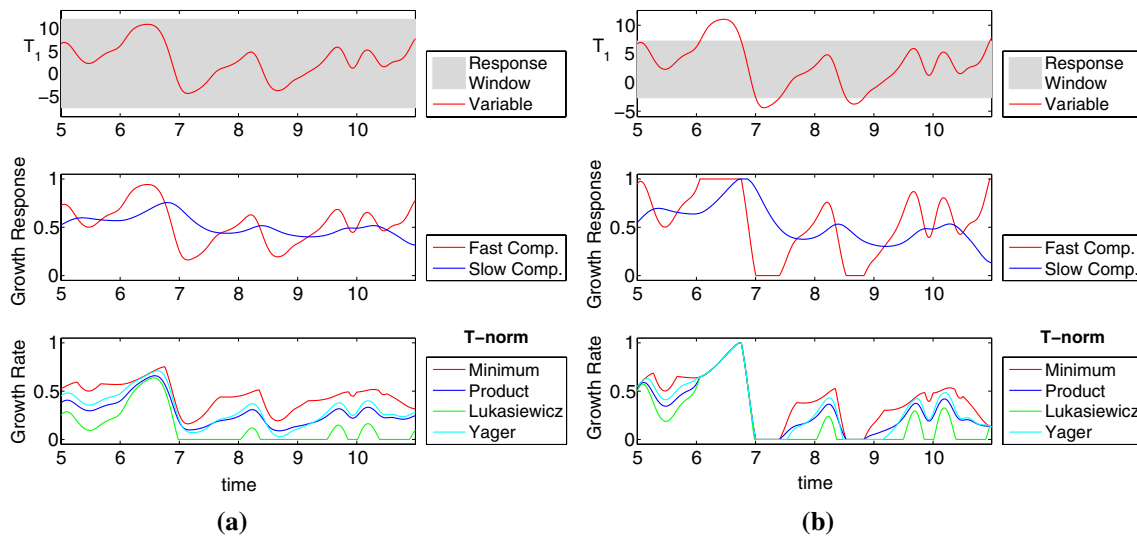 10
5
0
−5
T1
5 6 7 8 9 10
Response
Window
Variable
1
0.5
0
Growth Response
5 6 7 8 9 10
Fast Comp.
Slow Comp.
1
0.5
0
Growth Rate
5 6 7 8 9 10
time
T−norm
Minimum
Product
Lukasiewicz
Yager
(a)
10
5
0
−5
T1
5 6 7 8 9 10
Response
Window
Variable
1
0.5
0
Growth Response
5 6 7 8 9 10
Fast Comp.
Slow Comp.
1
0.5
0
Growth Rate
5 6 7 8 9 10
time
T−norm
Minimum
Product
Lukasiewicz
Yager
(b)